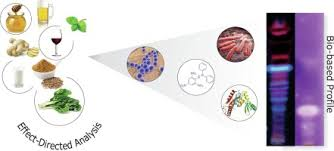 Effect-Directed Analysis
Bio-based Profile